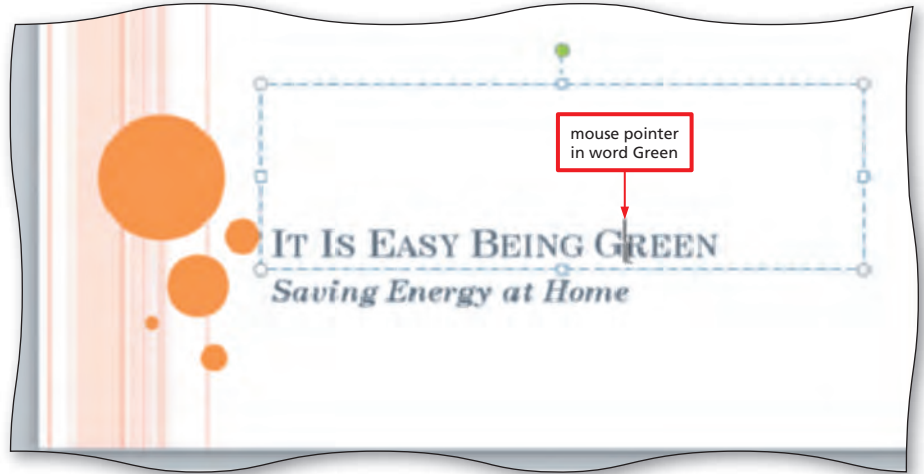 mouse pointer
in word Green
It Is Easy Being Green
Saving Energy at Home